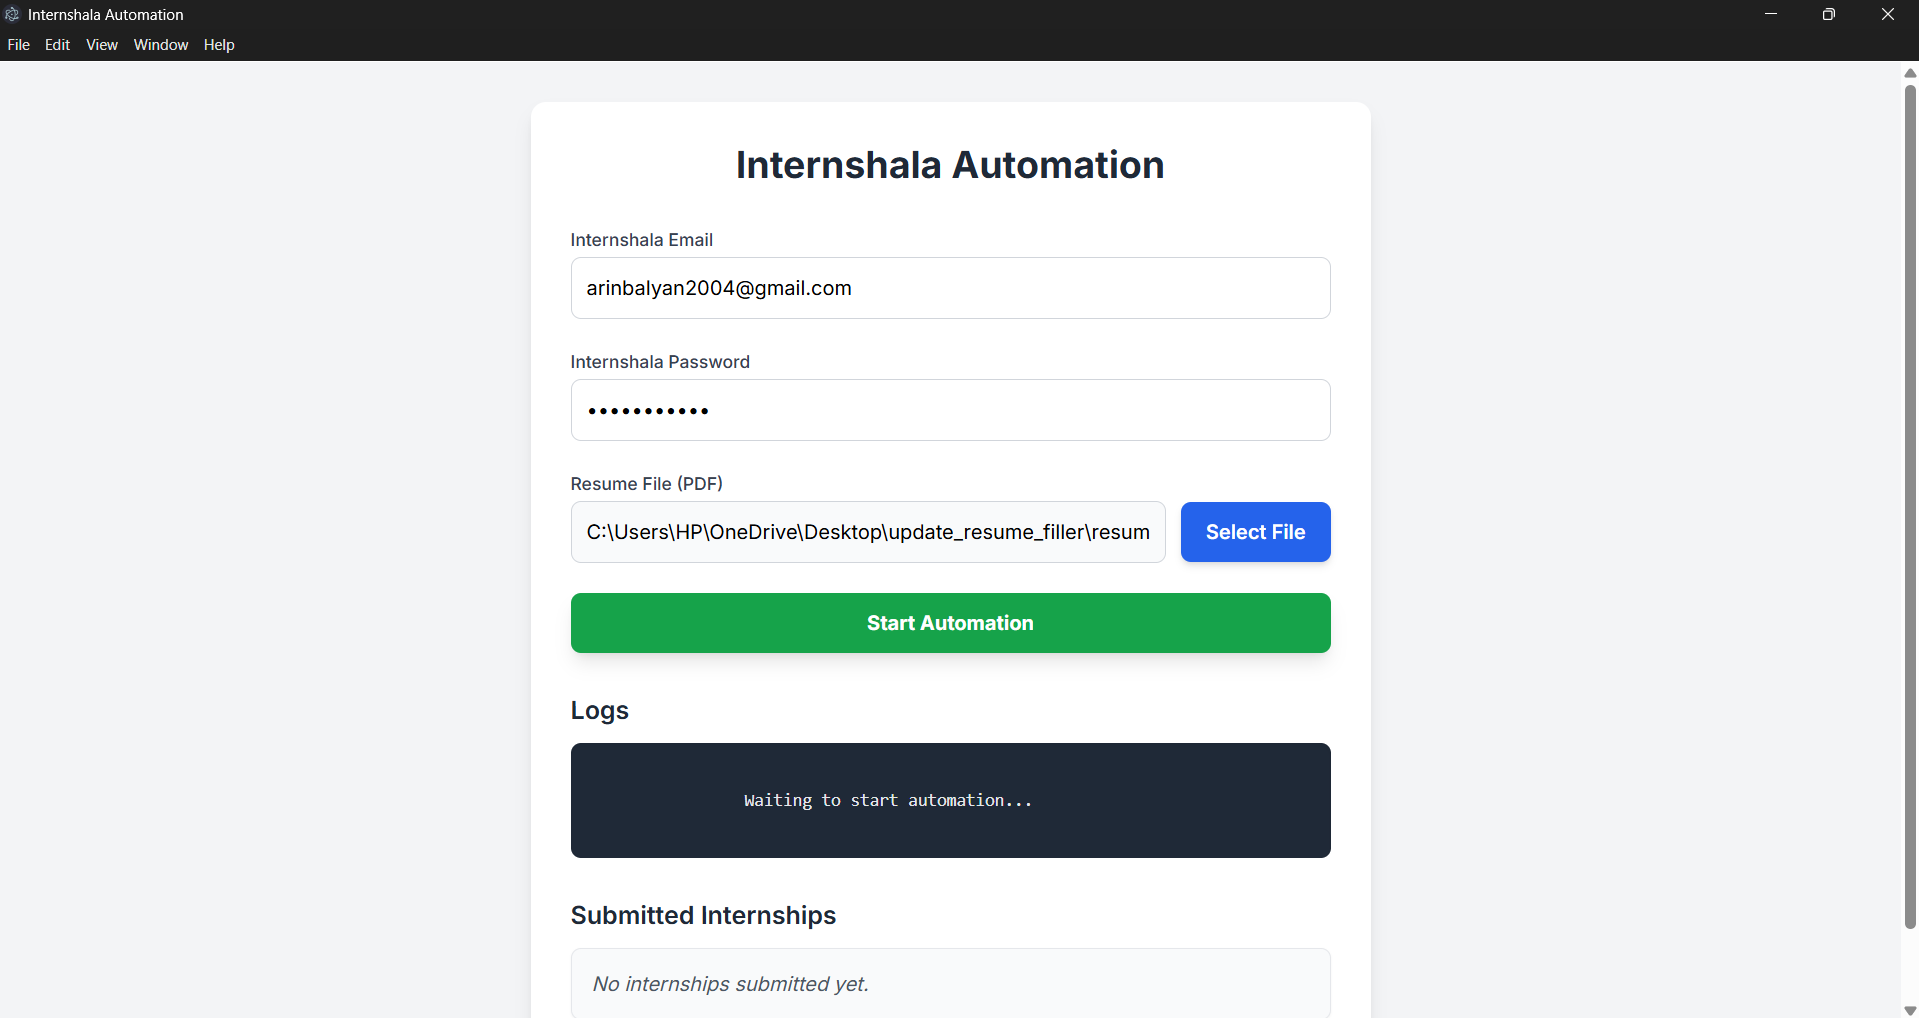 Internshala Automation
File Edit View Window Help
Internshala Automation
Internshala Email
arinbalyan2004@gmail.com
Internshala Password
•••••••••••
Resume File (PDF)
C:\Users\HP\OneDrive\Desktop\update_resume_filler\resum
Select File
Start Automation
Logs
Waiting to start automation...
Submitted Internships
No internships submitted yet.